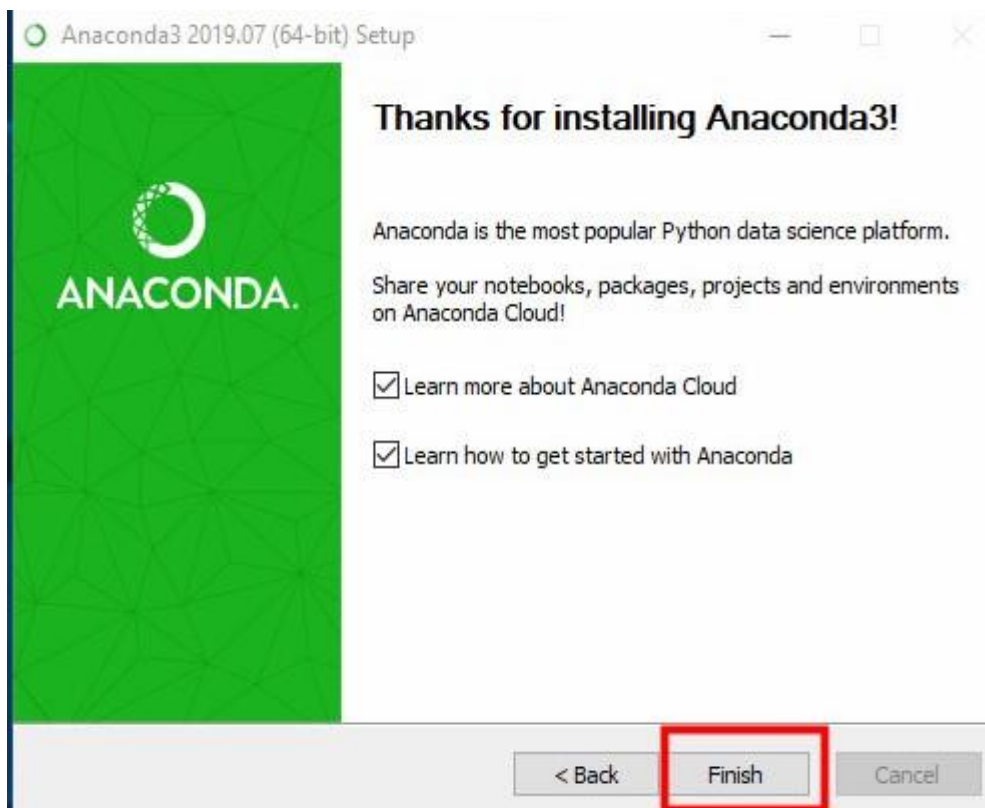 Anaconda3 2019.07 (64-bit) Setup
Thanks for installing Anaconda3!
ANACONDA.
Anaconda is the most popular Python data science platform.
Share your notebooks, packages, projects and environments
on Anaconda Cloud!
Learn more about Anaconda Cloud
Learn how to get started with Anaconda
< Back
Finish
Cancel